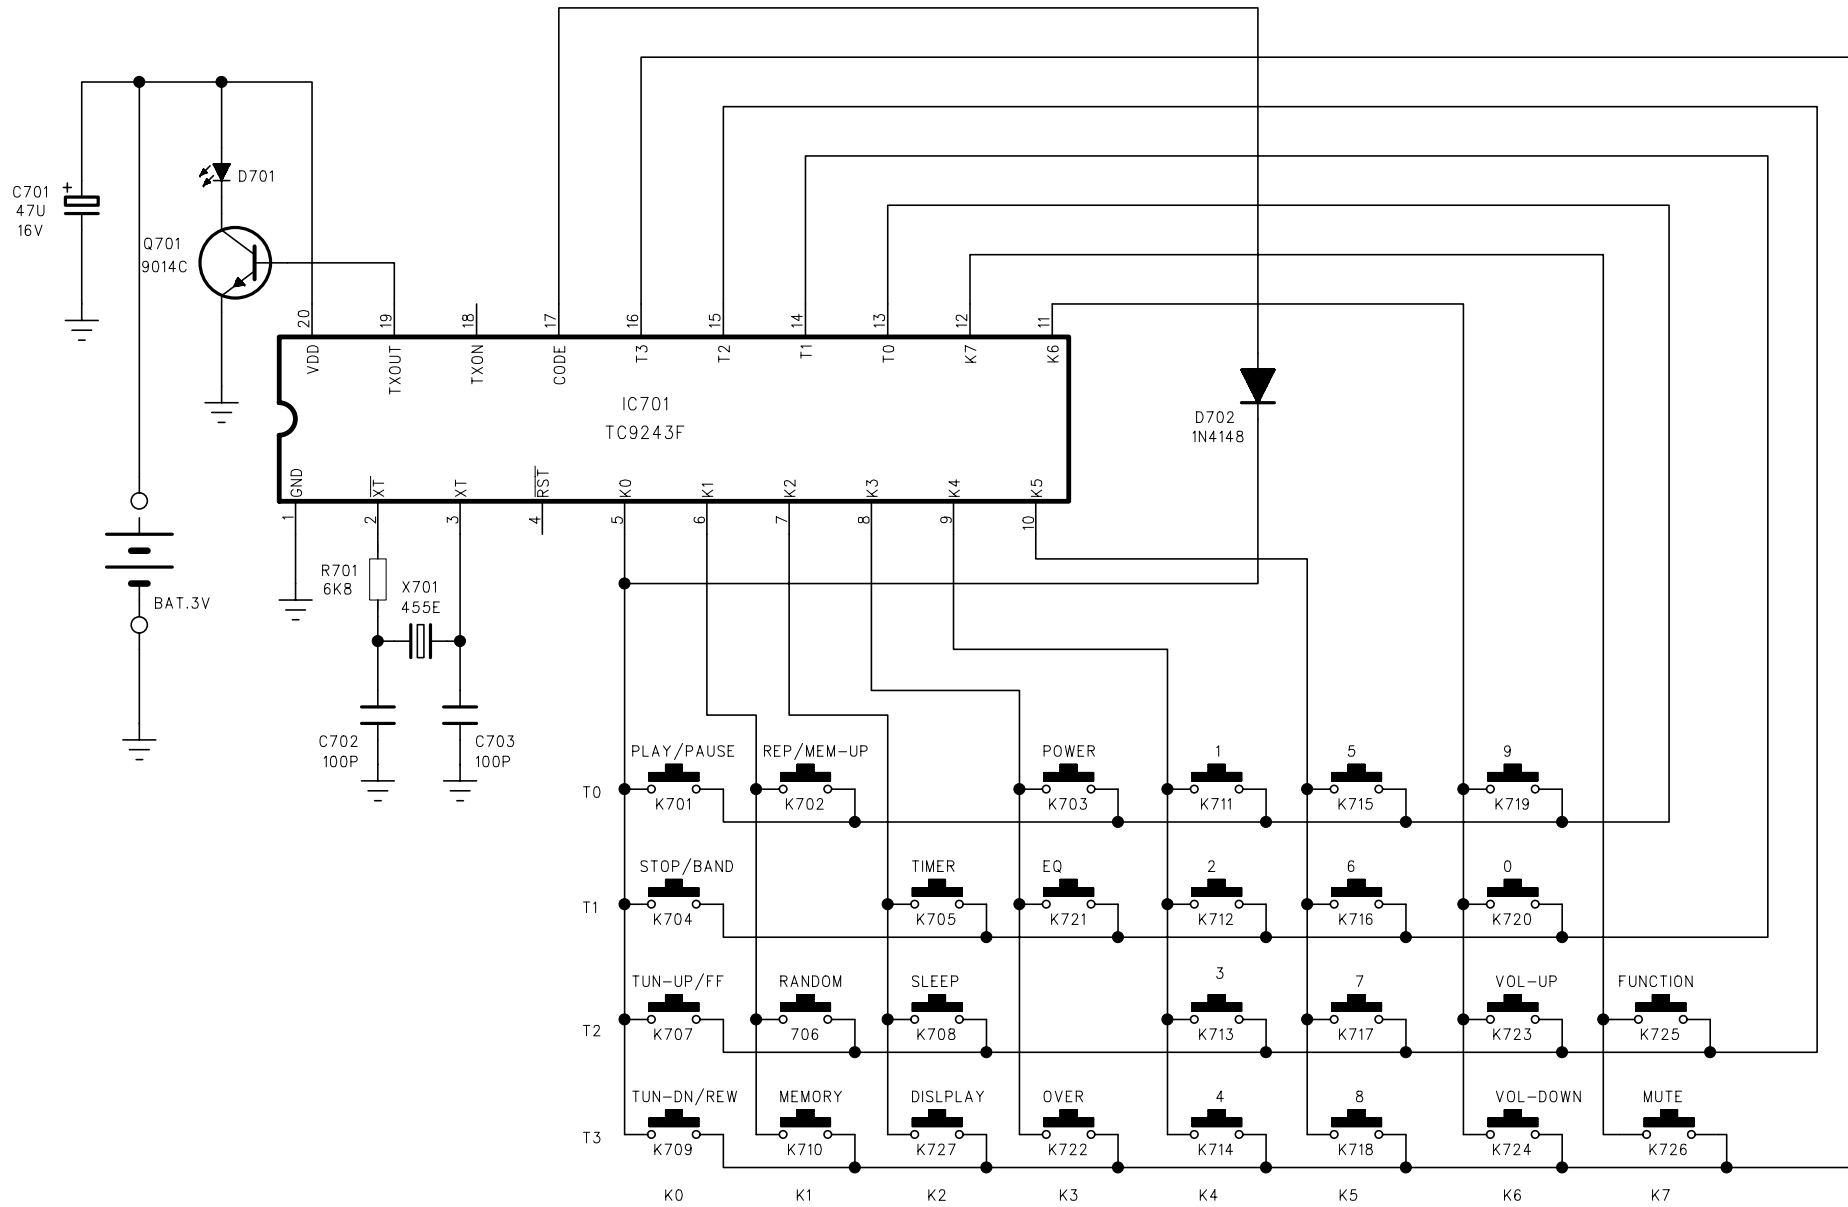 C701
+
47U
16V
D701
Q701
9014C
20
19
18
17
16
15
14
13
12
11
VDD
TXOUT
TXON
CODE
T3
T2
T1
T0
K7
K6
IC701
TC9243F
D702
1N4148
GND
XT
XT
RST
K0
K1
K2
K3
K4
K5
1
2
3
4
5
6
7
8
9
10
BAT.3V
R701
6K8
X701
455E
C702
100P
C703
100P
PLAY/PAUSE
REP/MEM-UP
POWER
1
5
9
T0
K701
K702
K703
K711
K715
K719
STOP/BAND
TIMER
EQ
2
6
0
T1
K704
K705
K721
K712
K716
K720
TUN-UP/FF
RANDOM
SLEEP
3
7
VOL-UP
FUNCTION
T2
K707
706
K708
K713
K717
K723
K725
TUN-DN/REW
MEMORY
DISLPLAY
OVER
4
8
VOL-DOWN
MUTE
T3
K709
K710
K727
K722
K714
K718
K724
K726
K0
K1
K2
K3
K4
K5
K6
K7